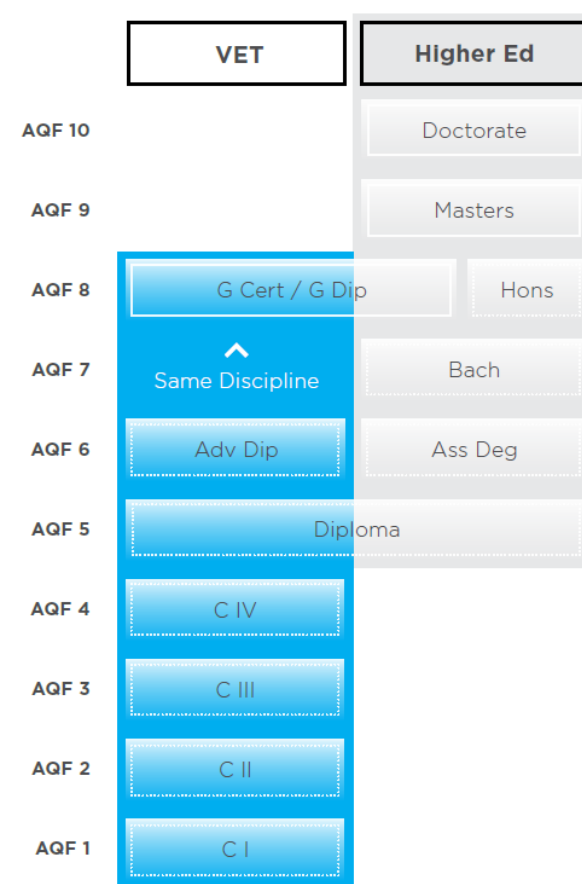 VET Higher Ed
AQF 10 Doctorate
AQF 9 Masters
AQF 8 G Cert / G Dip Hons
AQF 7 Same Discipline Bach
AQF 6 Adv Dip Ass Deg
AQF 5 Diploma
AQF 4 C IV
AQF 3 C III
AQF 2 C II
AQF 1 C I